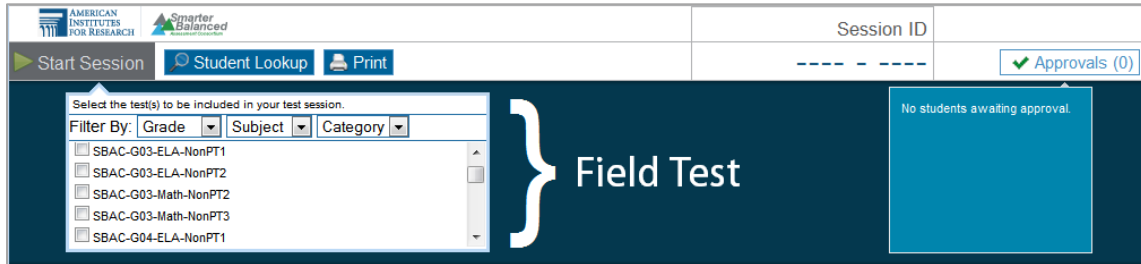 AMERICAN
INSTITUTES
FOR RESEARCH
Smarter
Balanced
Assessment Consortium
Session ID
Start Session
Student Lookup
Print
---- - ----
Approvals (0)
Select the test(s) to be included in your test session.
Filter By: Grade Subject Category
SBAC-G03-ELA-NonPT1
SBAC-G03-ELA-NonPT2
SBAC-G03-Math-NonPT2
SBAC-G03-Math-NonPT3
SBAC-G04-ELA-NonPT1
} Field Test
No students awaiting approval.